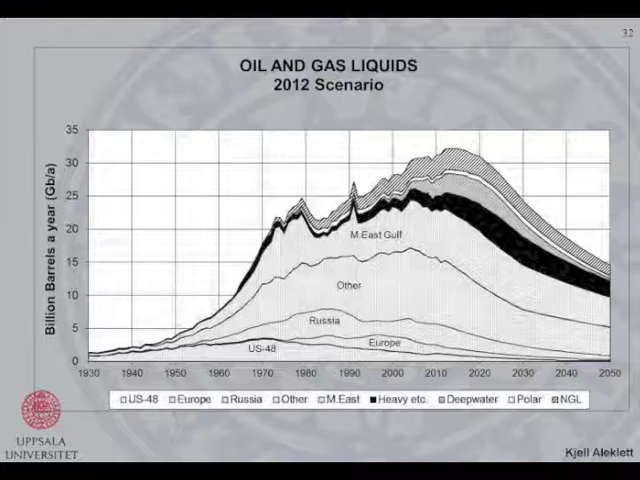 32
OIL AND GAS LIQUIDS
2012 Scenario
Billion Barrels a year (Gb/a)
35
30
25
20
15
10
5
0
M.East Gulf
Other
Russia
Europe
US-48
1930 1940 1950 1960 1970 1980 1990 2000 2010 2020 2030 2040 2050
US-48 Europe Russia Other M.East Heavy etc. Deepwater Polar NGL
UPPSALA
UNIVERSITET
Kjell Aleklett